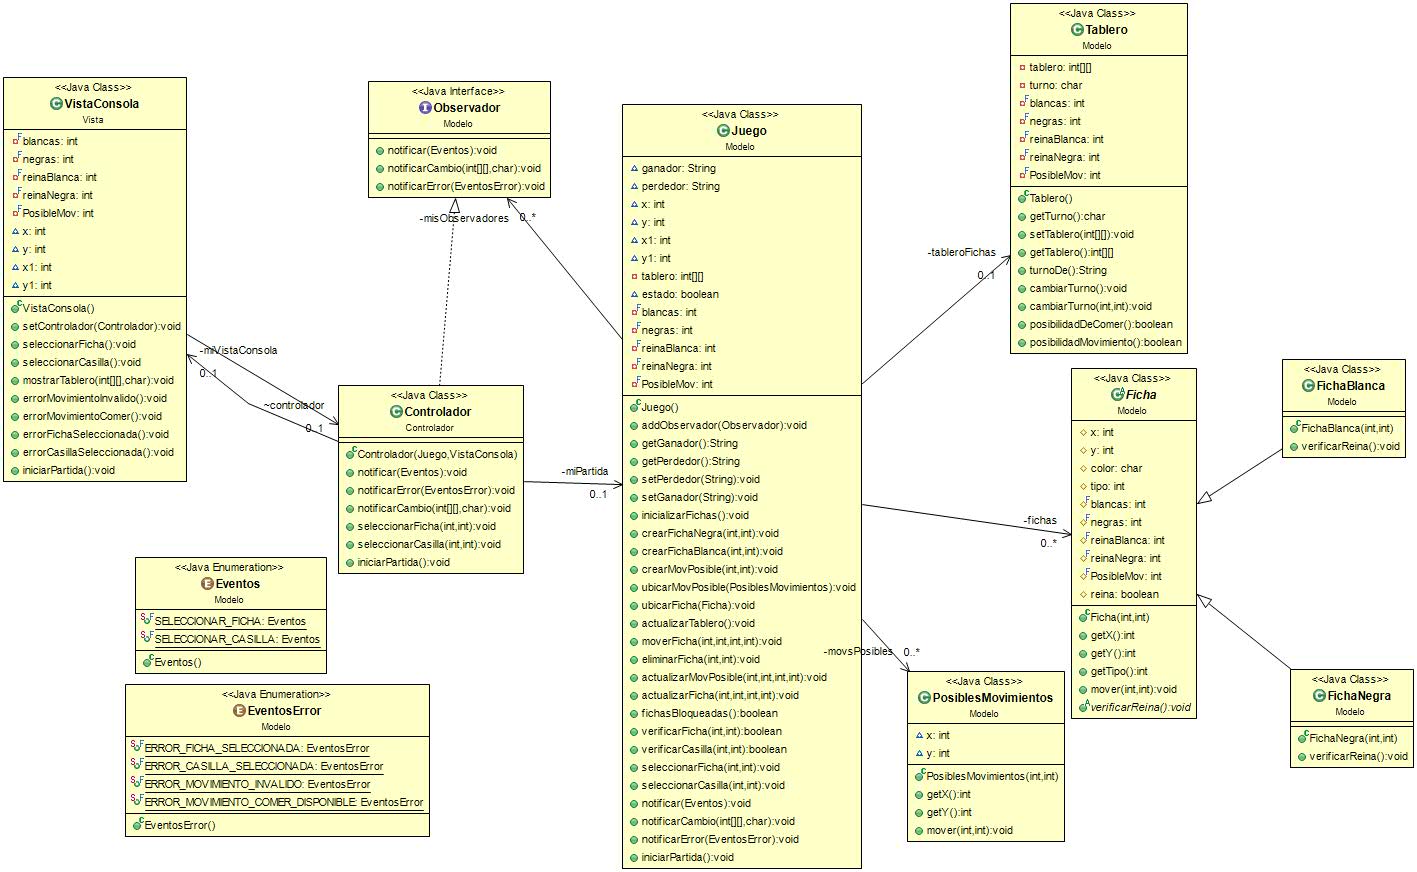 <<Java Class>>
VistaConsola
Vista
blancas: int
negras: int
reinaBlanca: int
reinaNegra: int
PosibleMov: int
x: int
y: int
x1: int
y1: int
VistaConsola()
setControlador(Controlador):void
seleccionarFicha():void
seleccionarCasilla():void
mostrarTablero(int[][],char):void
errorMovimientoInvalido():void
errorMovimientoComer():void
errorFichaSeleccionada():void
errorCasillaSeleccionada():void
iniciarPartida():void
<<Java Interface>>
Observador
Modelo
notificar(Eventos):void
notificarCambio(int[][],char):void
notificarError(EventosError):void
-misObservadores
0..*
-miVistaConsola
0..1
~controlador
0..1
<<Java Class>>
Controlador
Controlador
Controlador(Juego,VistaConsola)
notificar(Eventos):void
notificarError(EventosError):void
notificarCambio(int[][],char):void
seleccionarFicha(int,int):void
seleccionarCasilla(int,int):void
iniciarPartida():void
-miPartida
0..1
<<Java Enumeration>>
Eventos
Modelo
SELECCIONAR_FICHA: Eventos
SELECCIONAR_CASILLA: Eventos
Eventos()
<<Java Enumeration>>
EventosError
Modelo
ERROR_FICHA_SELECCIONADA: EventosError
ERROR_CASILLA_SELECCIONADA: EventosError
ERROR_MOVIMIENTO_INVALIDO: EventosError
ERROR_MOVIMIENTO_COMER_DISPONIBLE: EventosError
EventosError()
<<Java Class>>
Juego
Modelo
ganador: String
perdedor: String
x: int
y: int
x1: int
y1: int
tablero: int[][]
estado: boolean
blancas: int
negras: int
reinaBlanca: int
reinaNegra: int
PosibleMov: int
Juego()
addObservador(Observador):void
getGanador():String
getPerdedor():String
setPerdedor(String):void
setGanador(String):void
inicializarFichas():void
crearFichaNegra(int,int):void
crearFichaBlanca(int,int):void
crearMovPosible(int,int):void
ubicarMovPosible(PosiblesMovimientos):void
ubicarFicha(Ficha):void
actualizarTablero():void
moverFicha(int,int,int,int):void
eliminarFicha(int,int):void
actualizarMovPosible(int,int,int,int):void
actualizarFicha(int,int,int,int):void
fichasBloqueadas():boolean
verificarFicha(int,int):boolean
verificarCasilla(int,int):boolean
seleccionarFicha(int,int):void
seleccionarCasilla(int,int):void
notificar(Eventos):void
notificarCambio(int[][],char):void
notificarError(EventosError):void
iniciarPartida():void
-tableroFichas
0..1
-fichas
0..*
-movsPosibles
0..*
<<Java Class>>
Tablero
Modelo
tablero: int[][]
turno: char
blancas: int
negras: int
reinaBlanca: int
reinaNegra: int
PosibleMov: int
Tablero()
getTurno():char
setTablero(int[][]):void
getTablero():int[][]
turnoDe():String
cambiarTurno():void
cambiarTurno(int,int):void
posibilidadDeComer():boolean
posibilidadMovimiento():boolean
<<Java Class>>
Ficha
Modelo
x: int
y: int
color: char
tipo: int
blancas: int
negras: int
reinaBlanca: int
reinaNegra: int
PosibleMov: int
reina: boolean
Ficha(int,int)
getX():int
getY():int
getTipo():int
mover(int,int):void
verificarReina():void
<<Java Class>>
FichaBlanca
Modelo
FichaBlanca(int,int)
verificarReina():void
<<Java Class>>
FichaNegra
Modelo
FichaNegra(int,int)
verificarReina():void
<<Java Class>>
PosiblesMovimientos
Modelo
x: int
y: int
PosiblesMovimientos(int,int)
getX():int
getY():int
mover(int,int):void